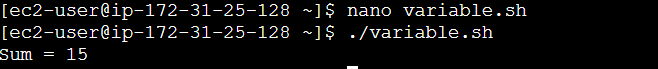 [ec2-user@ip-172-31-25-128 ~]$ nano variable.sh
[ec2-user@ip-172-31-25-128 ~]$ ./variable.sh
Sum = 15